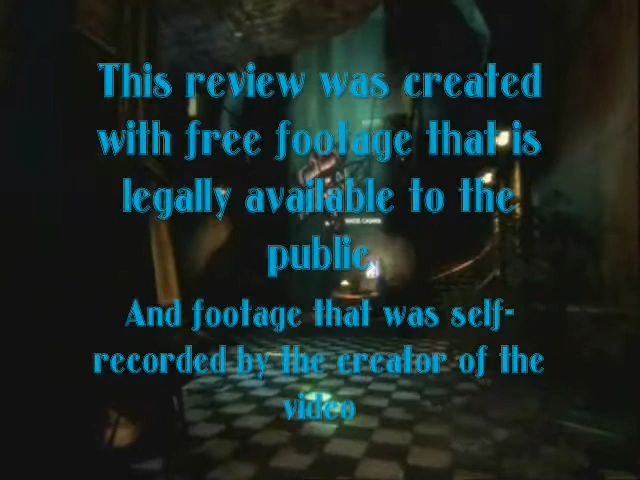 This review was created
with free footage that is
legally available to the
public
And footage that was self-
recorded by the creator of the
video